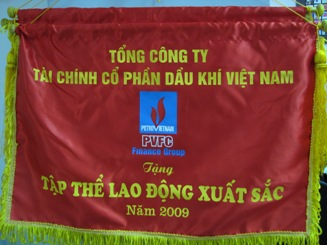 TỔNG CÔNG TY
TÀI CHÍNH CỔ PHẦN DẦU KHÍ VIỆT NAM
PETROVIETNAM
PVFC
Finance Group
Tặng
TẬP THỂ LAO ĐỘNG XUẤT SẮC
Năm 2009